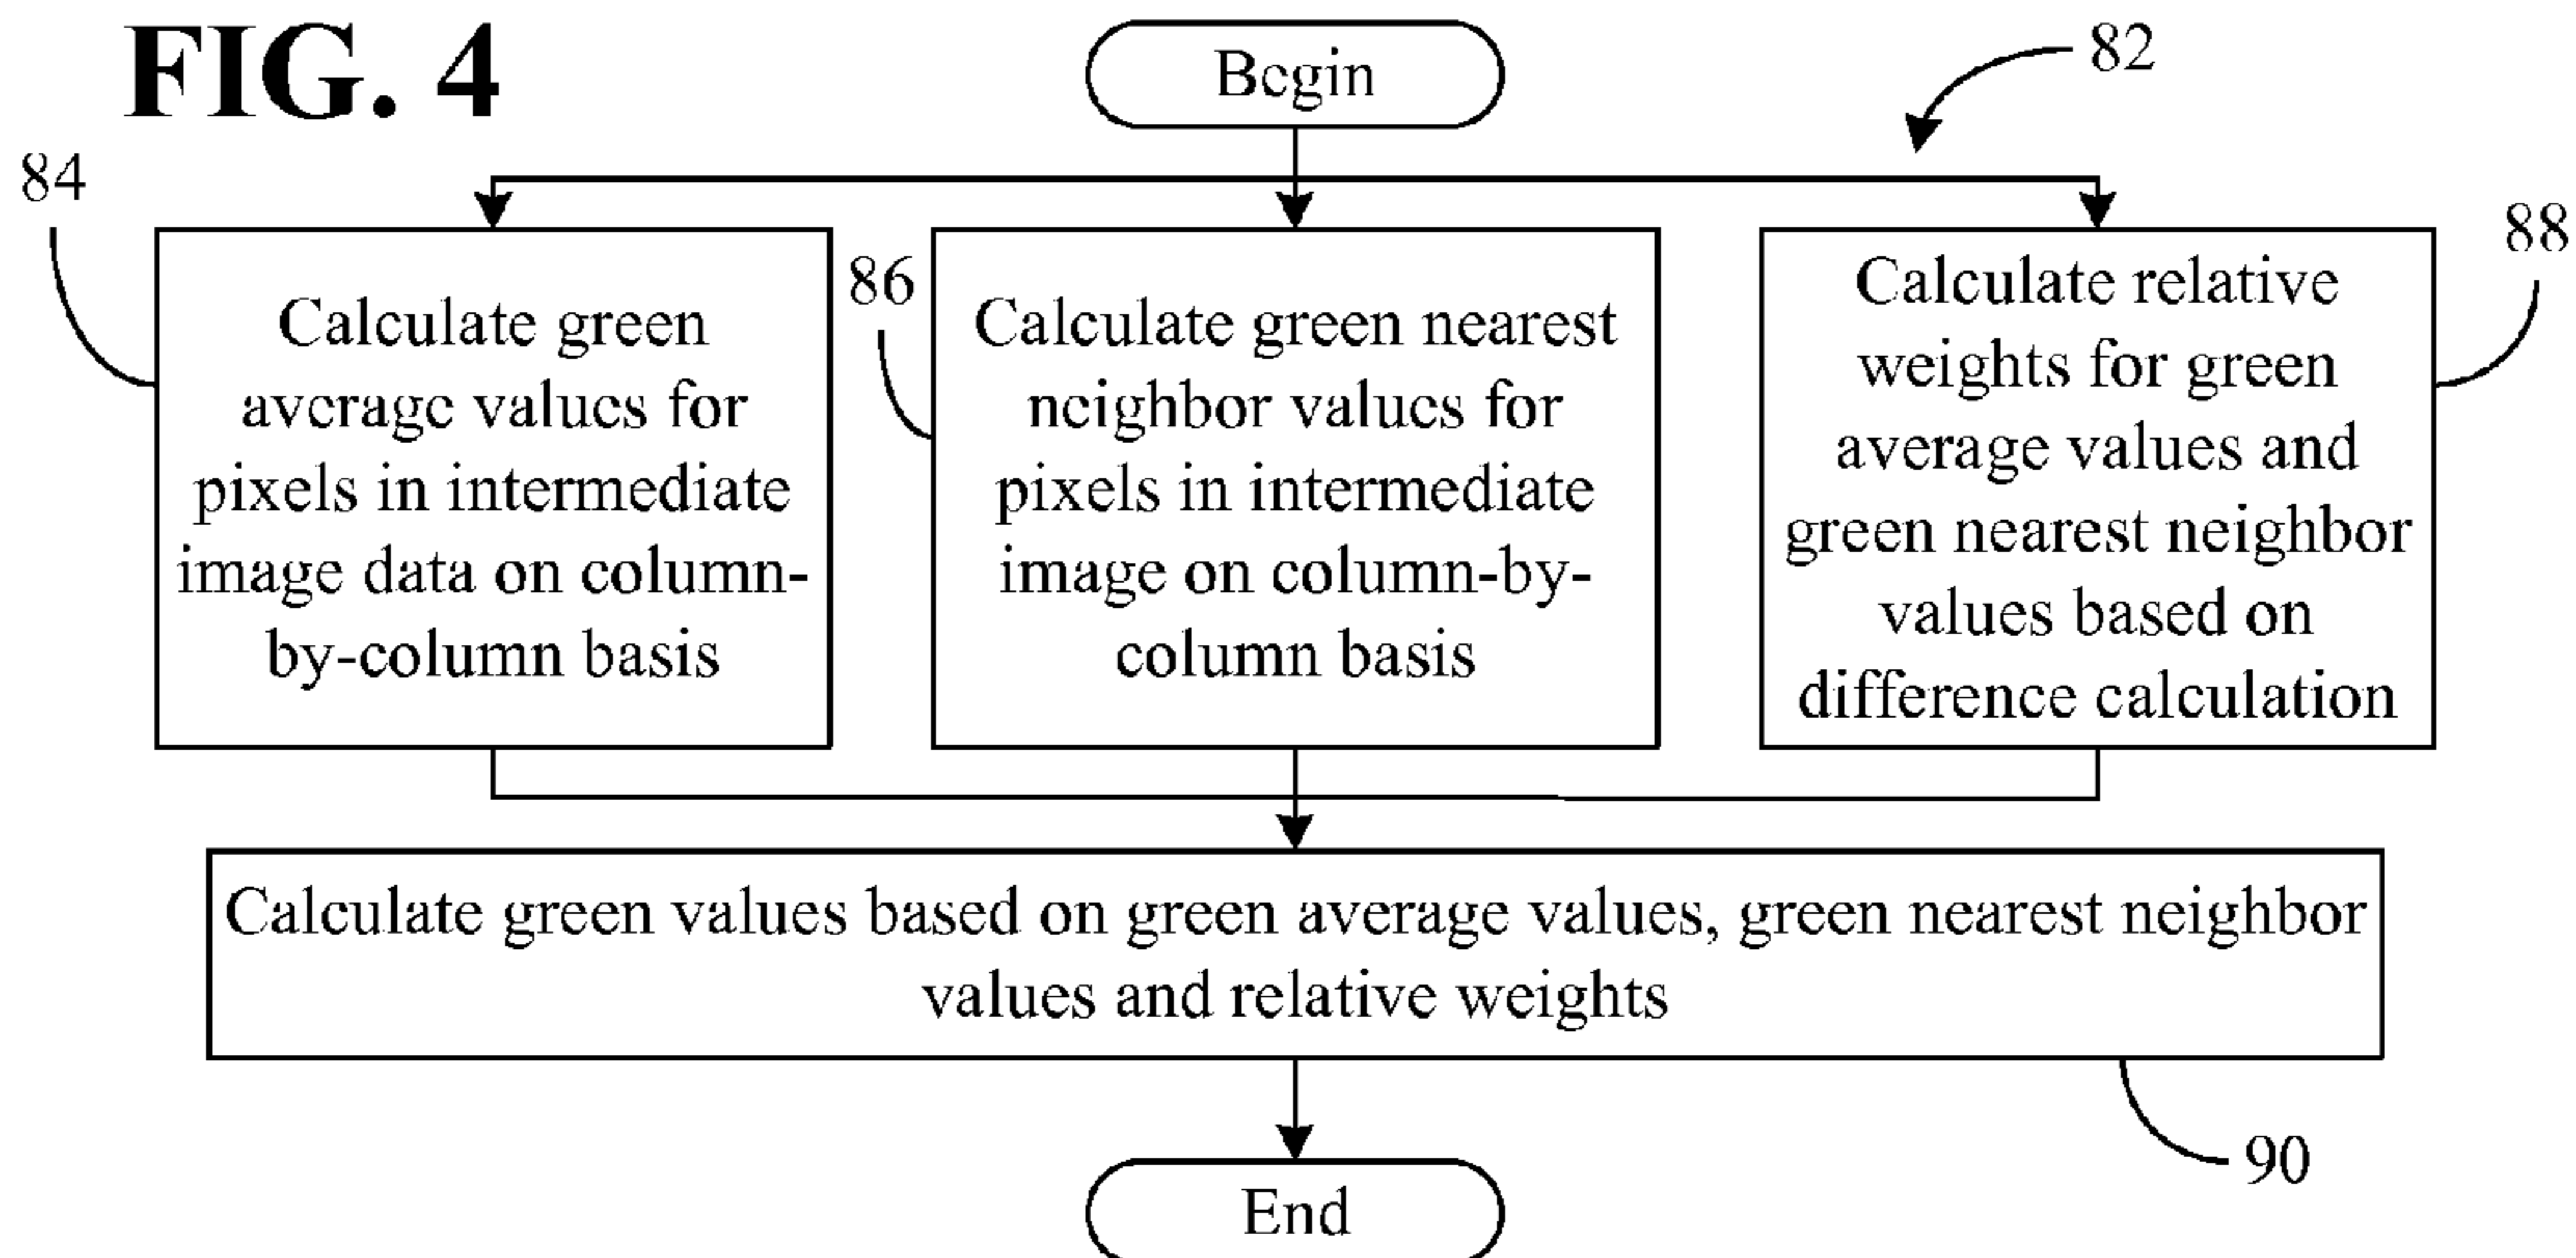 FIG. 4
Begin
82
84
Calculate green
average values for
pixels in intermediate
image data on column-
by-column basis
86
Calculate green nearest
neighbor values for
pixels in intermediate
image on column-by-
column basis
88
Calculate relative
weights for green
average values and
green nearest neighbor
values based on
difference calculation
Calculate green values based on green average values, green nearest neighbor
values and relative weights
90
End